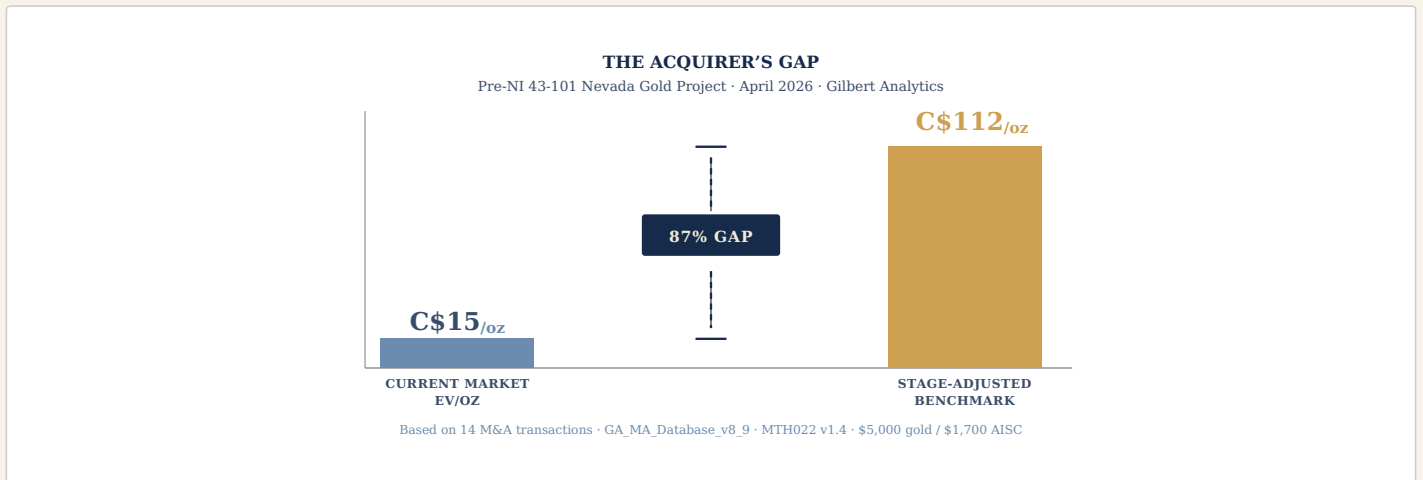 THE ACQUIRER’S GAP
Pre-NI 43-101 Nevada Gold Project · April 2026 · Gilbert Analytics
C$112/oz
87% GAP
C$15/oz
CURRENT MARKET
EV/OZ
STAGE-ADJUSTED
BENCHMARK
Based on 14 M&A transactions · GA_MA_Database_v8_9 · MTH022 v1.4 · $5,000 gold / $1,700 AISC